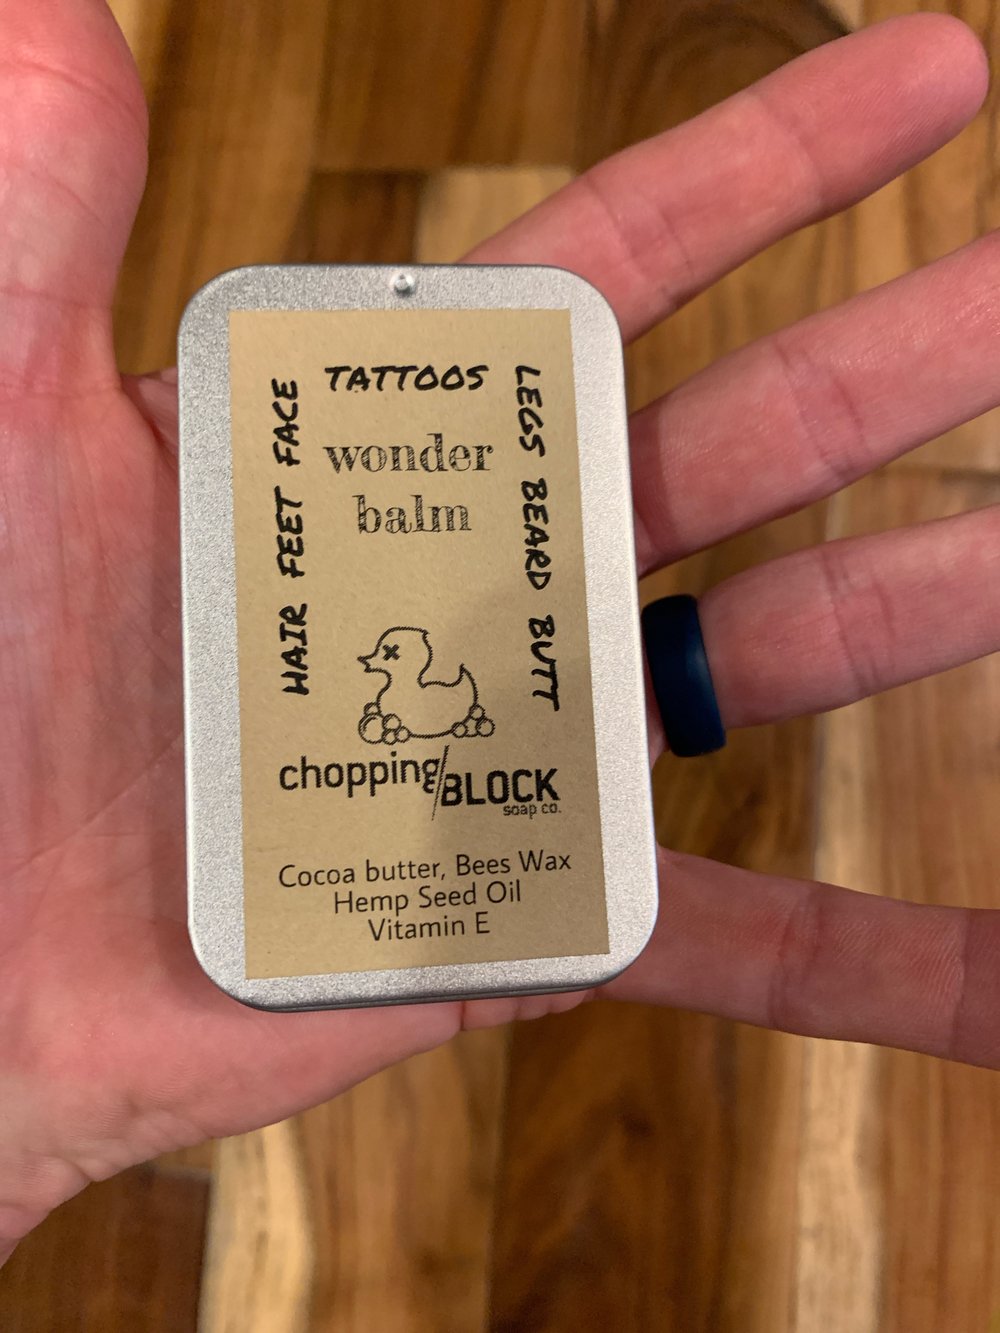 TATTOOS
HAIR FEET FACE
LEGS BEARD BUTT
wonder
balm
chopping/BLOCK
soap co.
Cocoa butter, Bees Wax
Hemp Seed Oil
Vitamin E